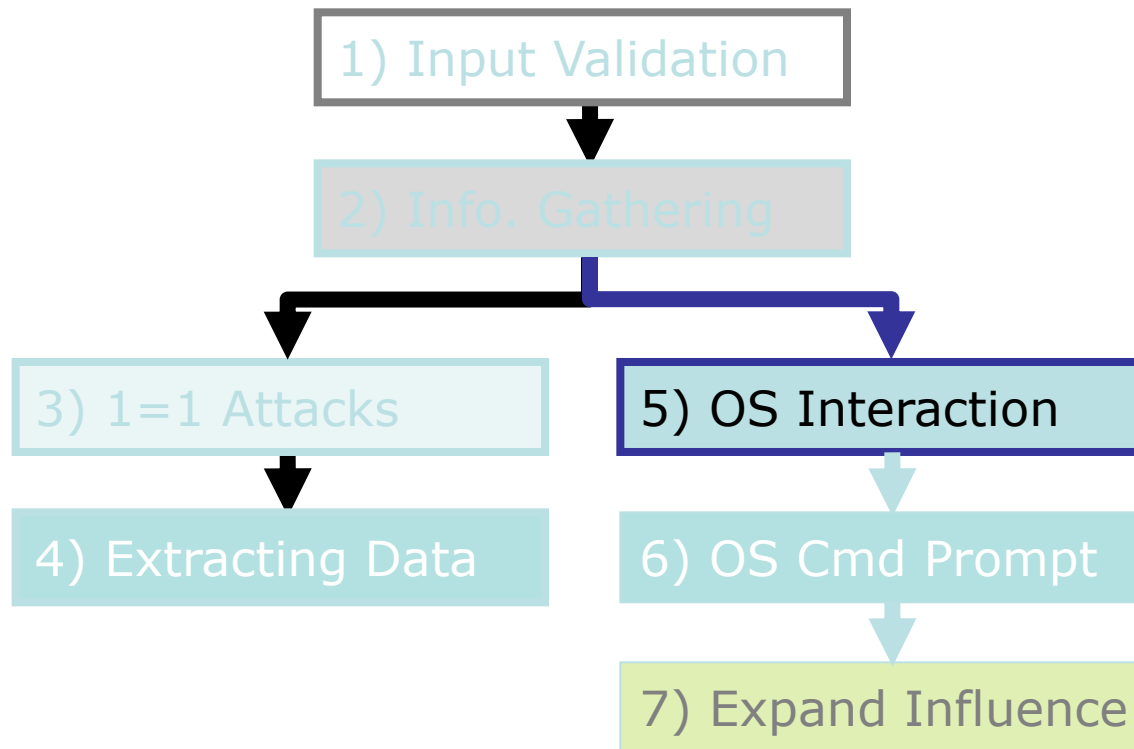 1) Input Validation
2) Info. Gathering
3) 1=1 Attacks
5) OS Interaction
4) Extracting Data
6) OS Cmd Prompt
7) Expand Influence